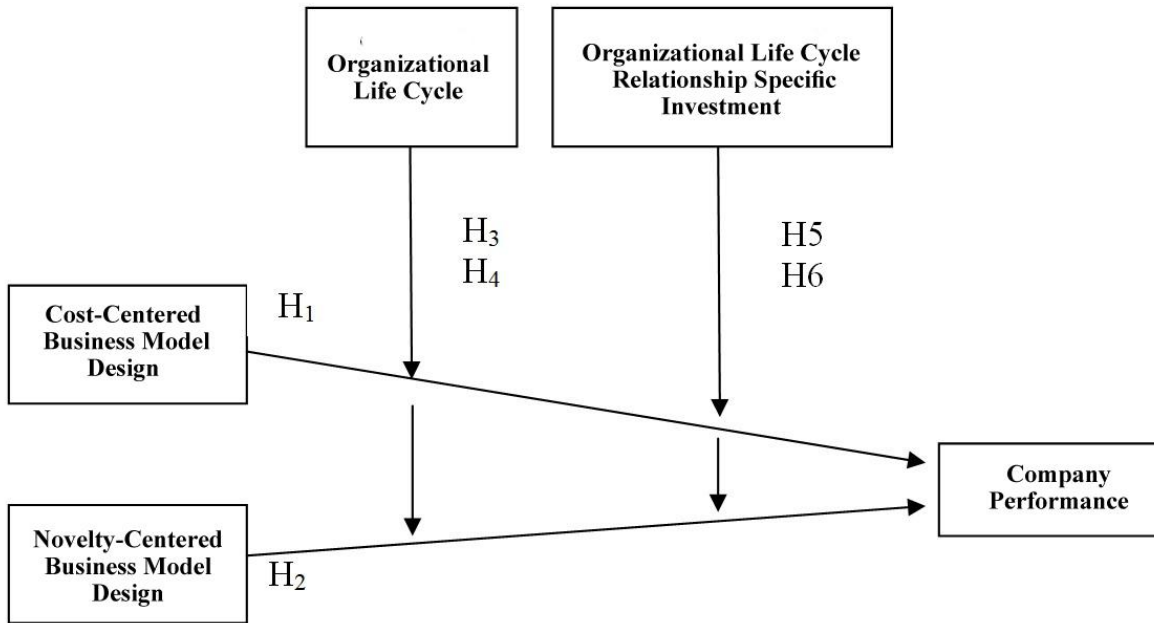 Organizational
Life Cycle
Organizational Life Cycle
Relationship Specific
Investment
H₃
H₄
H5
H6
Cost-Centered
Business Model
Design
H₁
Company
Performance
Novelty-Centered
Business Model
Design
H₂